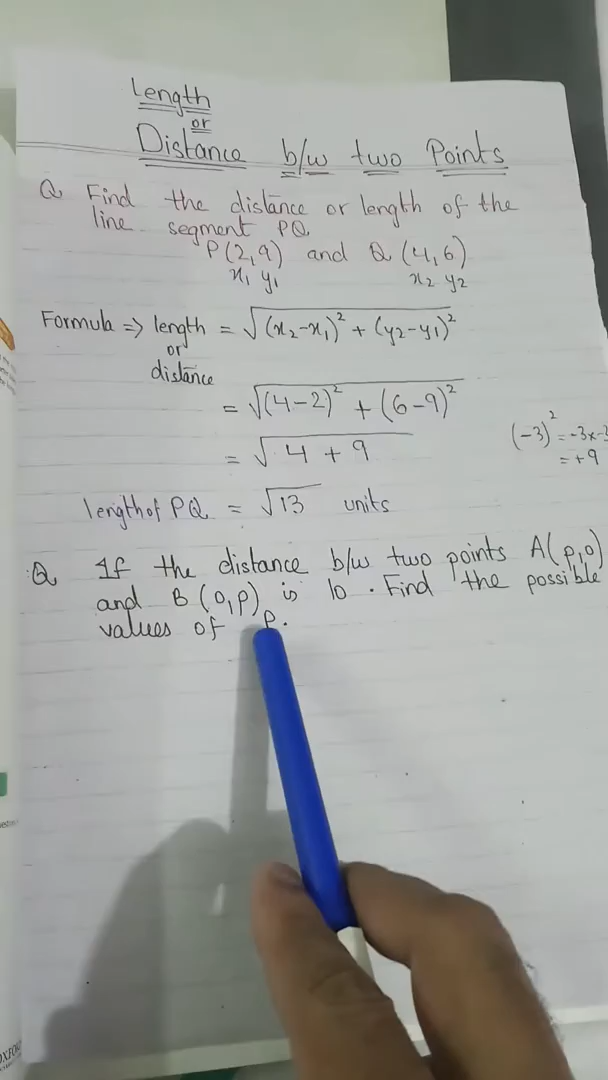 Length
or
Distance b/w two Points
Q Find the distance or length of the
line segment PQ
P(2,9) and Q (4,6)
x₁ y₁ x₂ y₂
Formula => length = √(x₂-x₁)² + (y₂-y₁)²
or
distance
= √(4-2)² + (6-9)²
(-3)² = -3x-3
= √4 + 9
= +9
length of PQ = √13 units
Q If the distance b/w two points A(p,0)
and B (0,p) is 10. Find the possible
values of p.